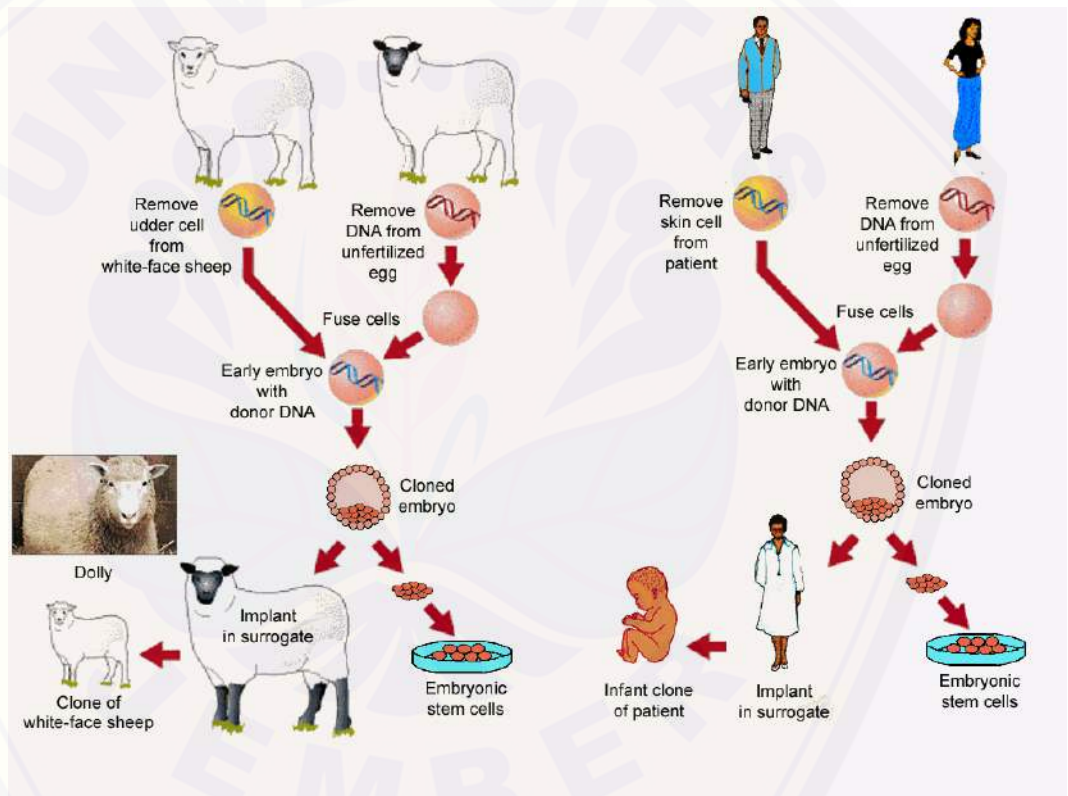 Remove
udder cell
from
white-face sheep
Remove
DNA from
unfertilized
egg
Fuse cells
Early embryo
with
donor DNA
Cloned
embryo
Dolly
Implant
in surrogate
Clone of
white-face sheep
Embryonic
stem cells
Remove
skin cell
from
patient
Remove
DNA from
unfertilized
egg
Fuse cells
Early embryo
with
donor DNA
Cloned
embryo
Infant clone
of patient
Implant
in surrogate
Embryonic
stem cells
UNIVERSITAS